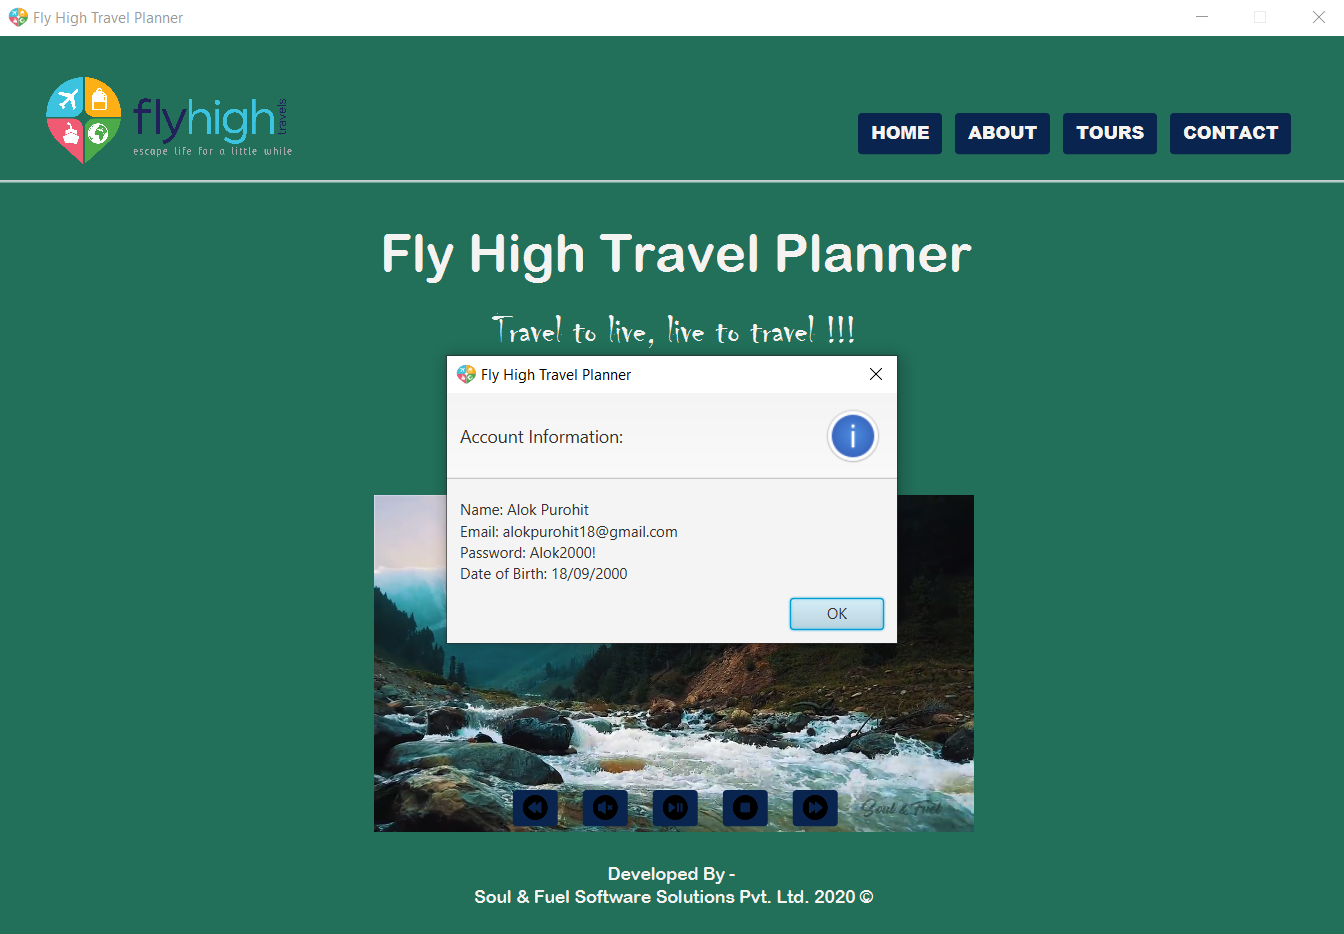 Fly High Travel Planner
flyhigh travels
escape life for a little while
HOME ABOUT TOURS CONTACT
Fly High Travel Planner
Travel to live, live to travel !!!
Fly High Travel Planner
Account Information:
Name: Alok Purohit
Email: alokpurohit18@gmail.com
Password: Alok2000!
Date of Birth: 18/09/2000
OK
Soul & Fuel
Developed By -
Soul & Fuel Software Solutions Pvt. Ltd. 2020 ©